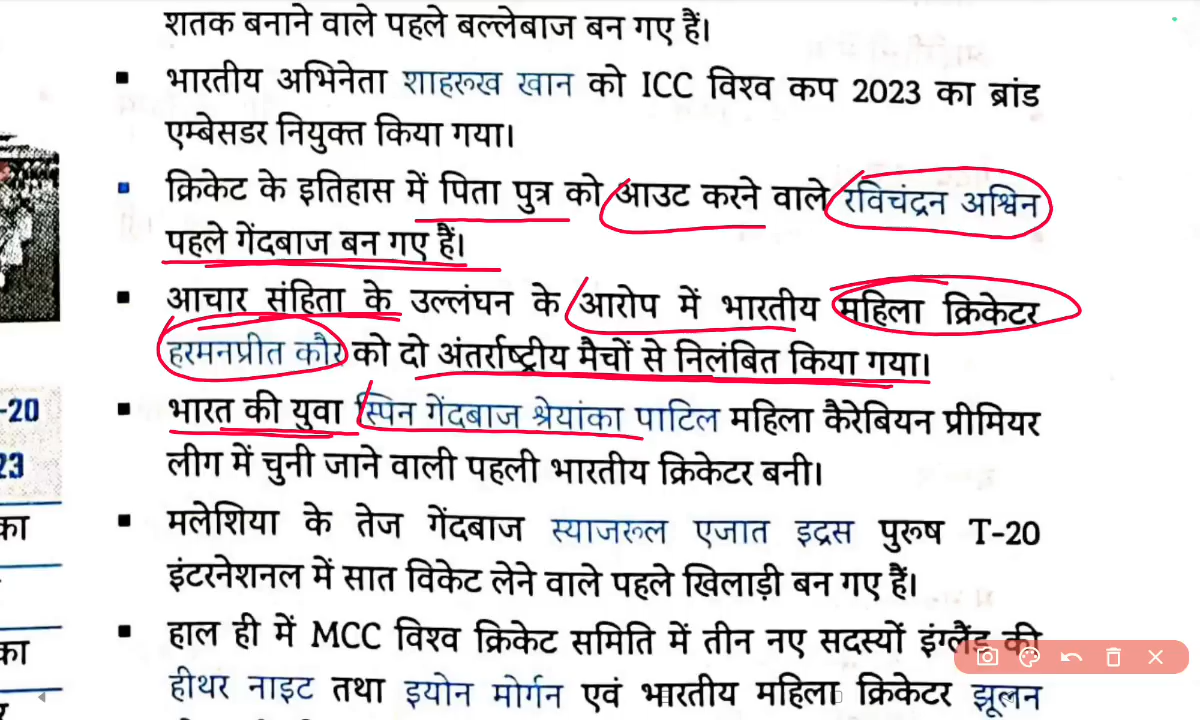 शतक बनाने वाले पहले बल्लेबाज बन गए हैं।
▪ भारतीय अभिनेता शाहरूख खान को ICC विश्व कप 2023 का ब्रांड
एम्बेसडर नियुक्त किया गया।
▪ क्रिकेट के इतिहास में पिता पुत्र को आउट करने वाले रविचंद्रन अश्विन
पहले गेंदबाज बन गए हैं।
▪ आचार संहिता के उल्लंघन के आरोप में भारतीय महिला क्रिकेटर
हरमनप्रीत कौर को दो अंतर्राष्ट्रीय मैचों से निलंबित किया गया।
-20
▪ भारत की युवा स्पिन गेंदबाज श्रेयांका पाटिल महिला कैरेबियन प्रीमियर
23
लीग में चुनी जाने वाली पहली भारतीय क्रिकेटर बनी।
का
▪ मलेशिया के तेज गेंदबाज स्याजरूल एजात इद्रस पुरूष T-20
इंटरनेशनल में सात विकेट लेने वाले पहले खिलाड़ी बन गए हैं।
▪ हाल ही में MCC विश्व क्रिकेट समिति में तीन नए सदस्यों इंग्लैंड की
का
हीथर नाइट तथा इयोन मोर्गन एवं भारतीय महिला क्रिकेटर झूलन